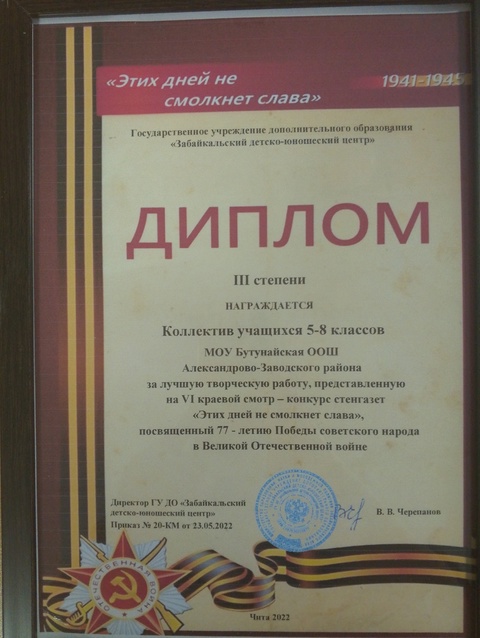 «Этих дней не
смолкнет слава»
1941-1945
Государственное учреждение дополнительного образования
«Забайкальский детско-юношеский центр»
ДИПЛОМ
III степени
НАГРАЖДАЕТСЯ
Коллектив учащихся 5-8 классов
МОУ Бутунайская ООШ
Александрово-Заводского района
за лучшую творческую работу, представленную
на VI краевой смотр – конкурс стенгазет
«Этих дней не смолкнет слава»,
посвященный 77 - летию Победы советского народа
в Великой Отечественной войне
Директор ГУ ДО «Забайкальский
детско-юношеский центр»
Приказ № 20-КМ от 23.05.2022
В. В. Черепанов
ОТЕЧЕСТВЕННАЯ ВОЙНА
Чита 2022